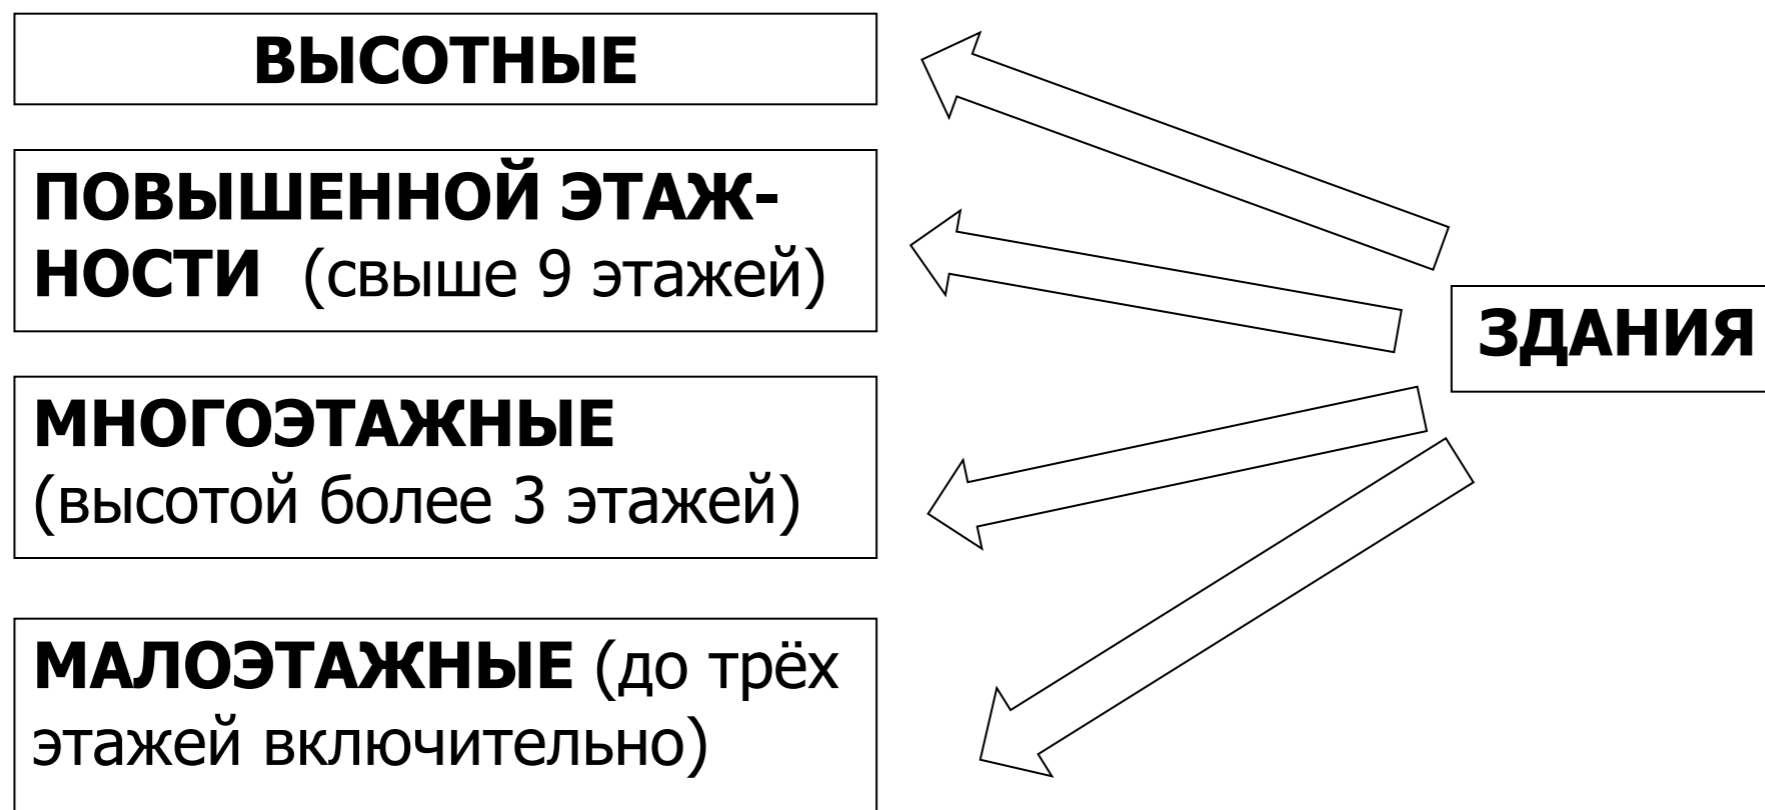 ВЫСОТНЫЕ
ПОВЫШЕННОЙ ЭТАЖ-
НОСТИ (свыше 9 этажей)
ЗДАНИЯ
МНОГОЭТАЖНЫЕ
(высотой более 3 этажей)
МАЛОЭТАЖНЫЕ (до трёх
этажей включительно)